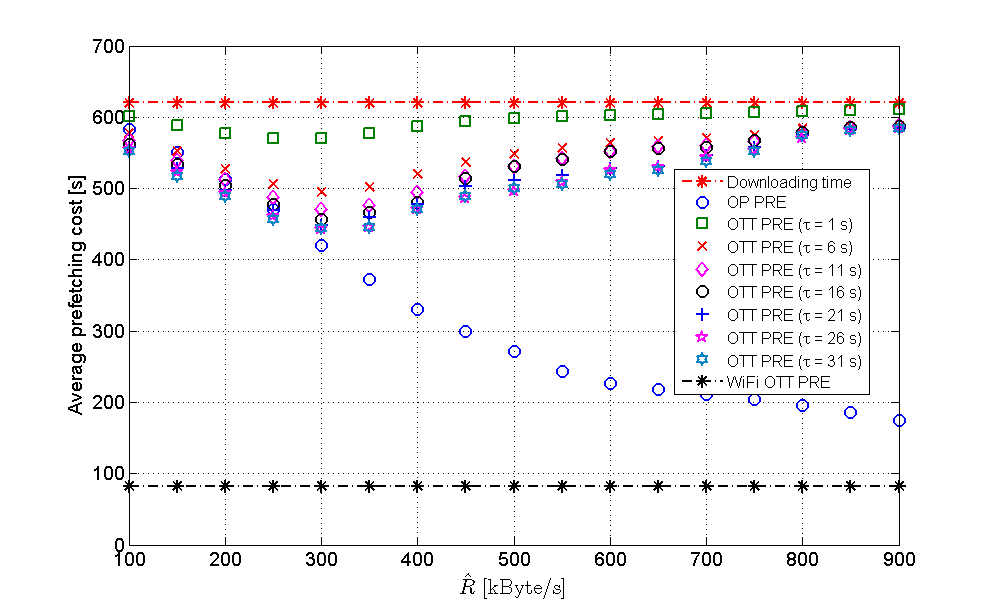 700
600
500
400
300
200
100
0
Average prefetching cost [s]
Downloading time
OP PRE
OTT PRE (τ = 1 s)
OTT PRE (τ = 6 s)
OTT PRE (τ = 11 s)
OTT PRE (τ = 16 s)
OTT PRE (τ = 21 s)
OTT PRE (τ = 26 s)
OTT PRE (τ = 31 s)
WiFi OTT PRE
100 200 300 400 500 600 700 800 900
R̂ [kByte/s]